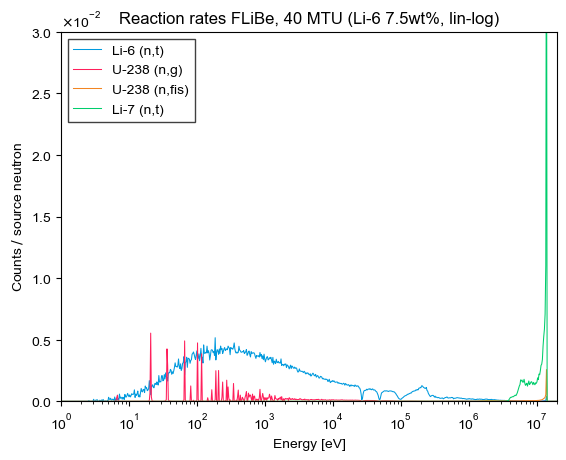 ×10⁻²
Reaction rates FLiBe, 40 MTU (Li-6 7.5wt%, lin-log)
Li-6 (n,t)
U-238 (n,g)
U-238 (n,fis)
Li-7 (n,t)
3.0
2.5
2.0
1.5
1.0
0.5
0.0
Counts / source neutron
10⁰ 10¹ 10² 10³ 10⁴ 10⁵ 10⁶ 10⁷
Energy [eV]